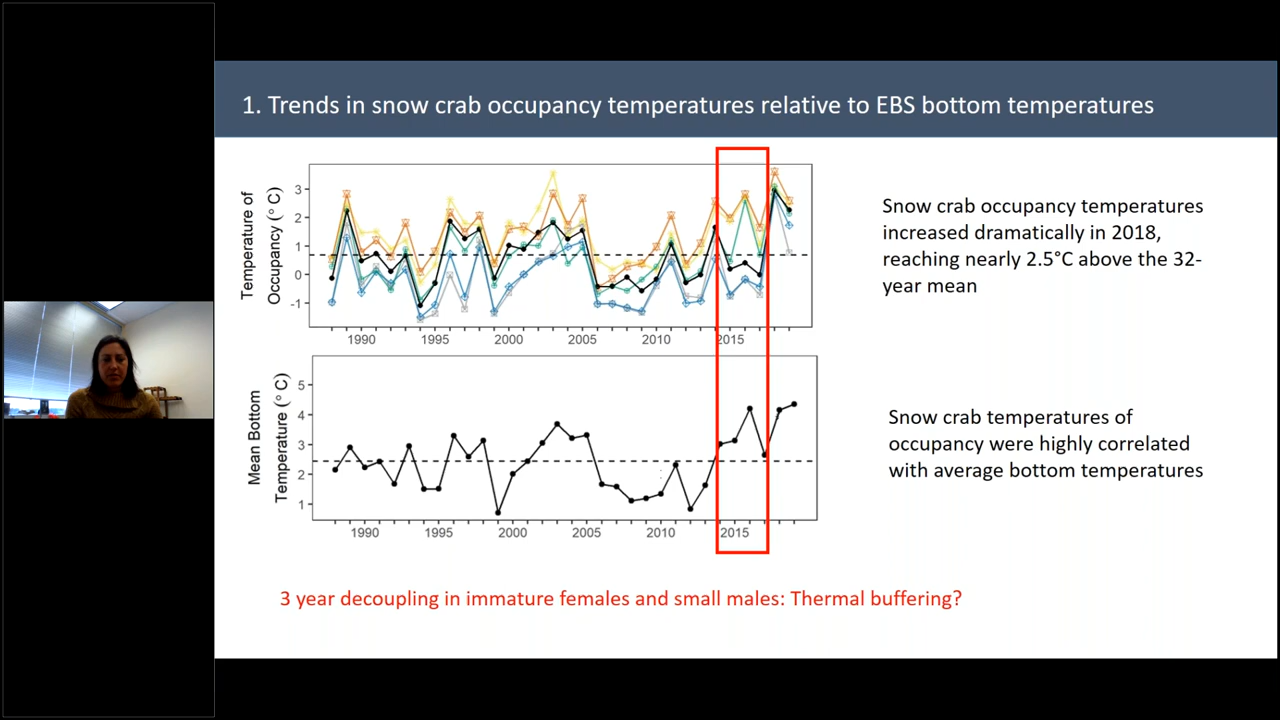 1. Trends in snow crab occupancy temperatures relative to EBS bottom temperatures
Temperature of
Occupancy (° C)
3
2
1
0
-1
1990
1995
2000
2005
2010
2015
Snow crab occupancy temperatures
increased dramatically in 2018,
reaching nearly 2.5°C above the 32-
year mean
Mean Bottom
Temperature (° C)
5
4
3
2
1
1990
1995
2000
2005
2010
2015
Snow crab temperatures of
occupancy were highly correlated
with average bottom temperatures
3 year decoupling in immature females and small males: Thermal buffering?